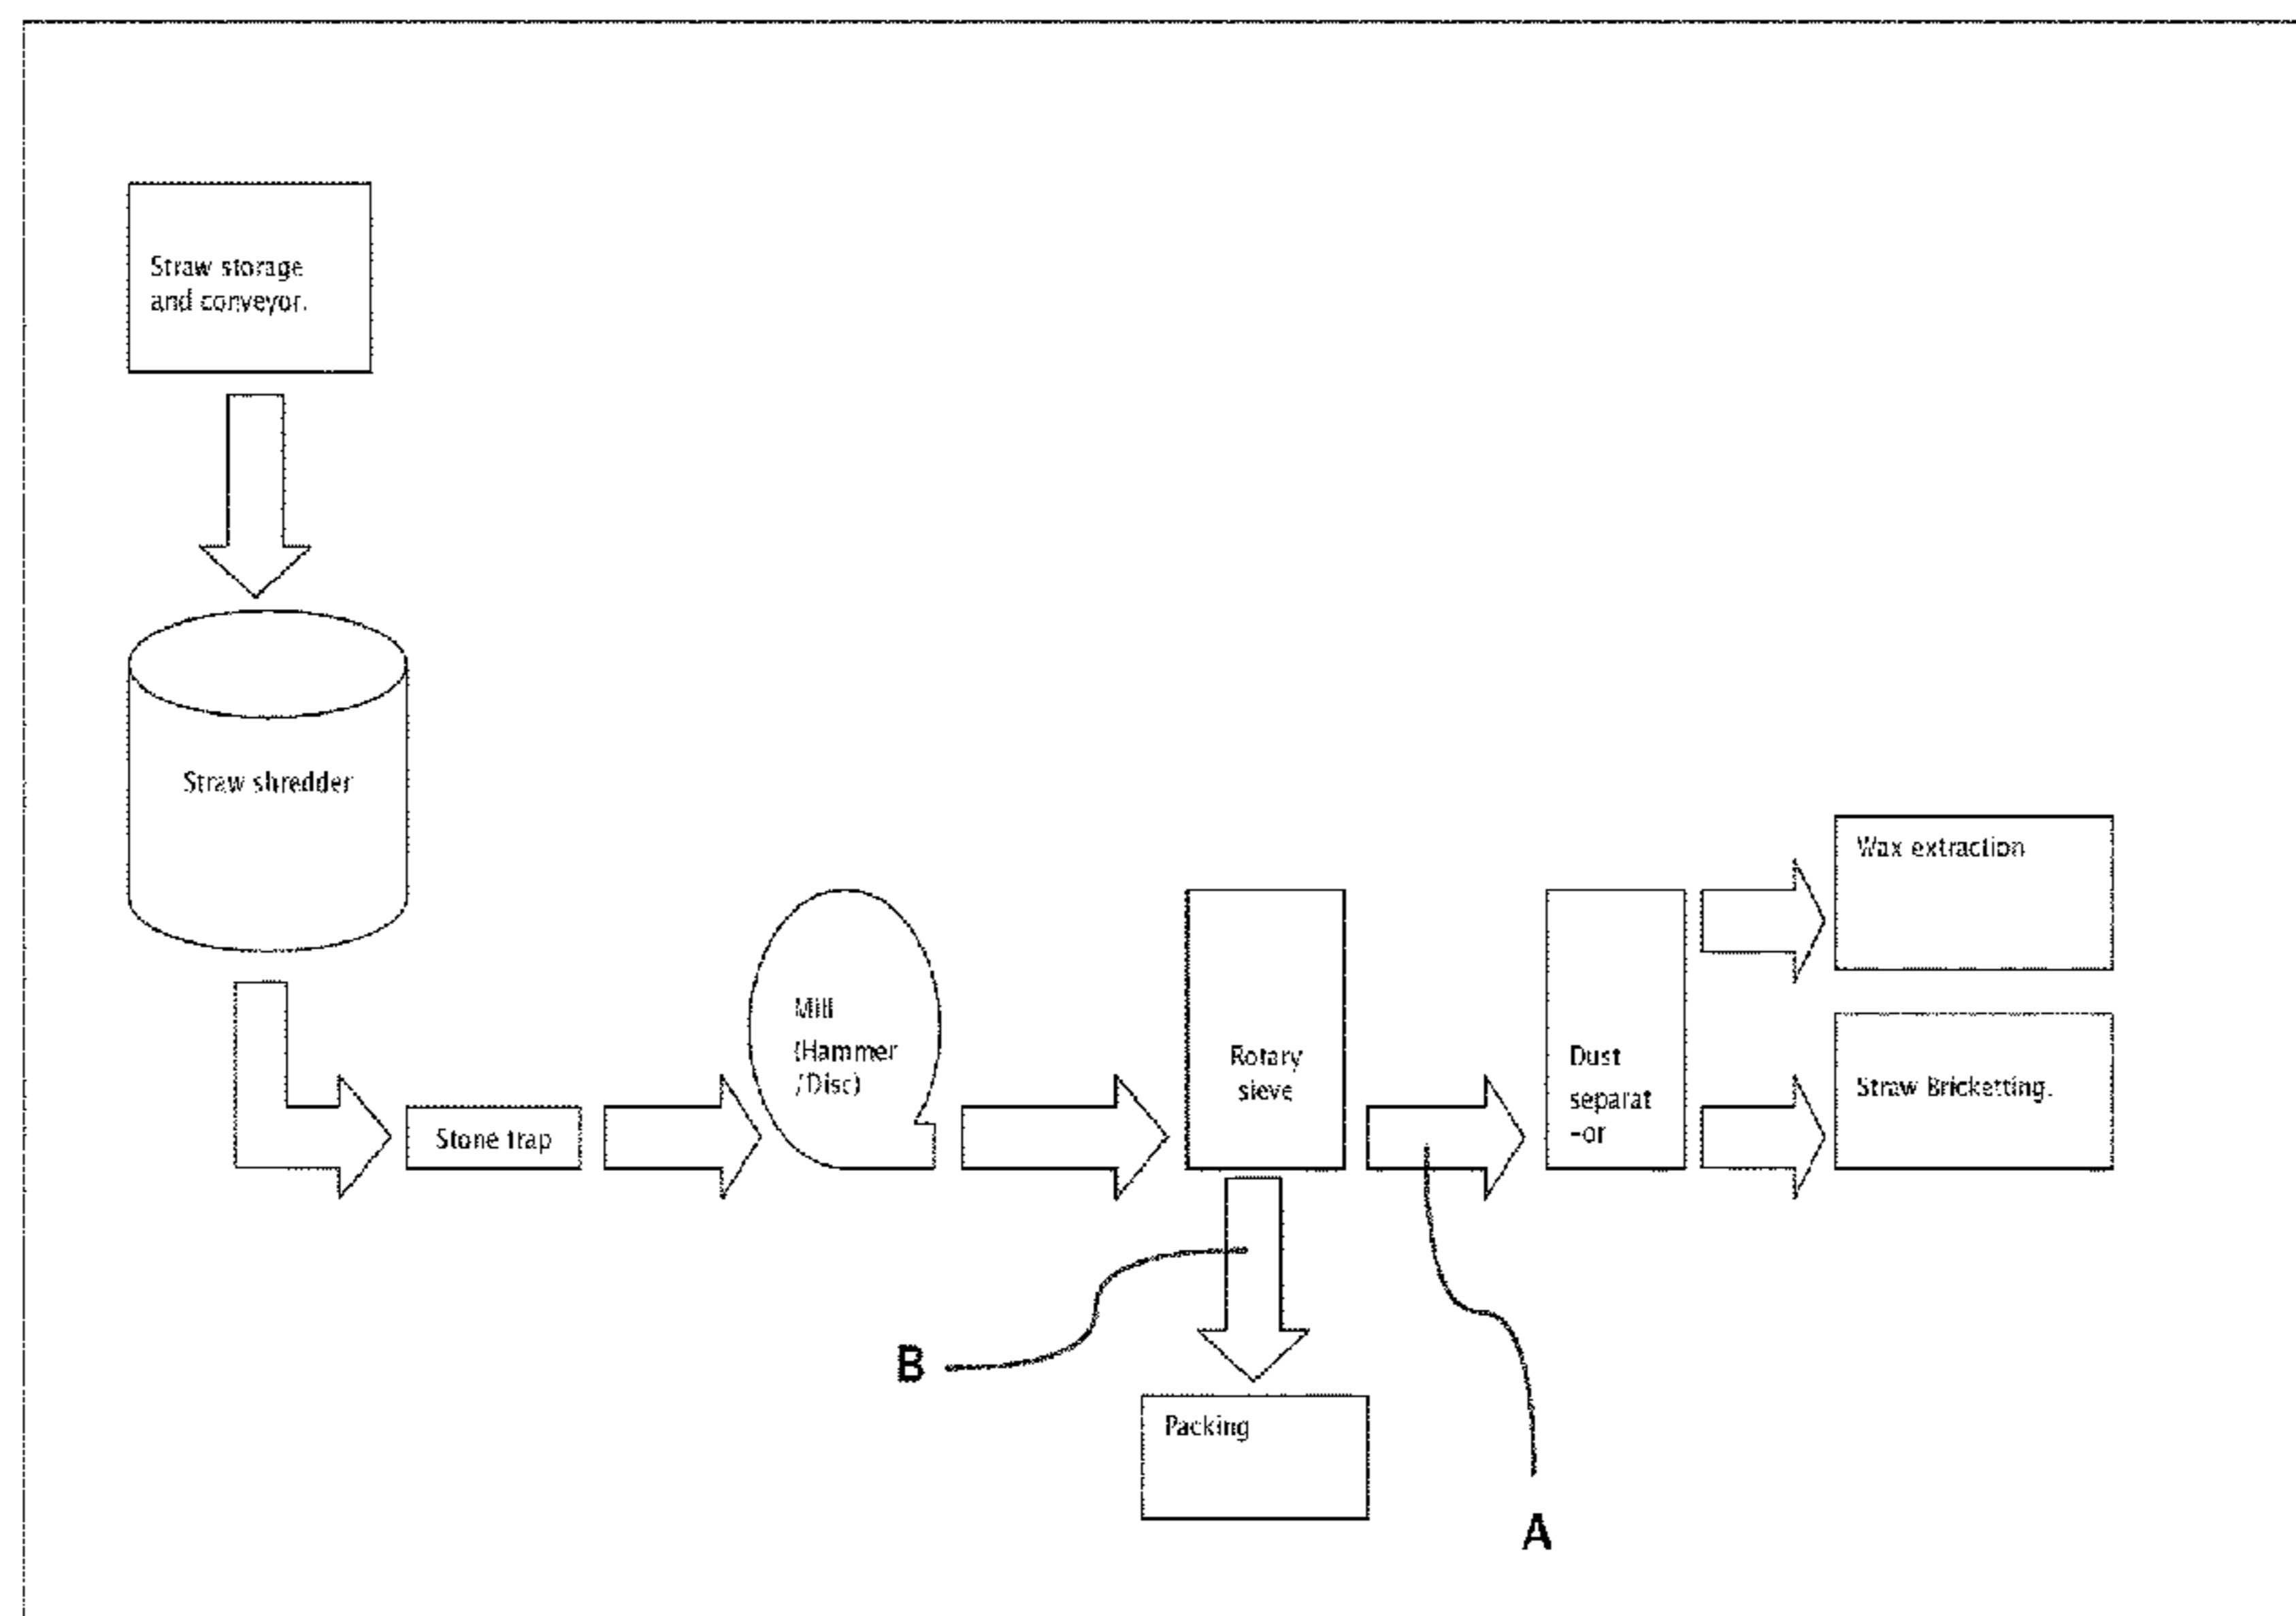 Straw storage
and conveyor.
Straw shredder
Stone trap
Mill
(Hammer
/Disc)
Rotary
sieve
Dust
separat
-or
Wax extraction
Straw Bricketting.
Packing
B
A